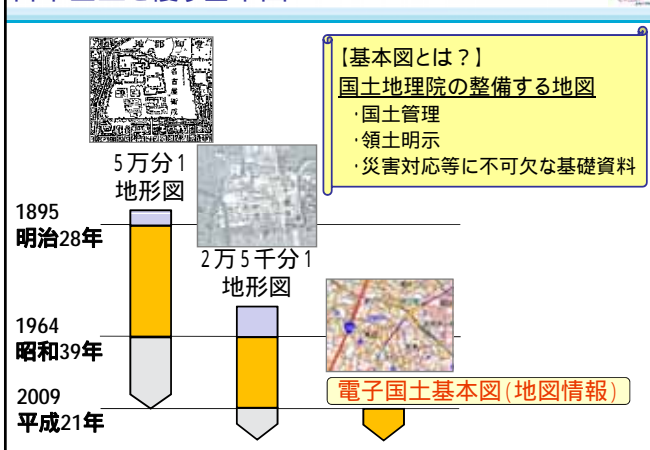 【基本図とは？】
国土地理院の整備する地図
・国土管理
・領土明示
・災害対応等に不可欠な基礎資料
5万分1
地形図
2万5千分1
地形図
1895
明治28年
1964
昭和39年
電子国土基本図(地図情報)
2009
平成21年